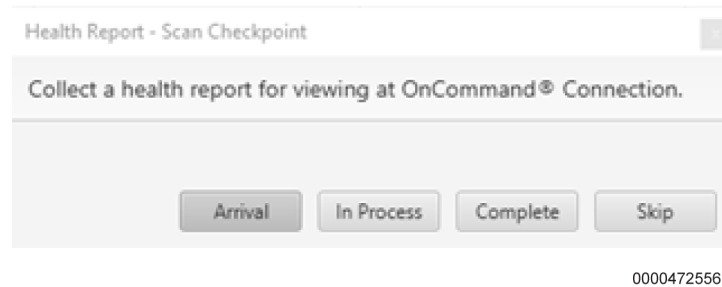 Health Report - Scan Checkpoint
Collect a health report for viewing at OnCommand® Connection.
Arrival In Process Complete Skip
0000472556